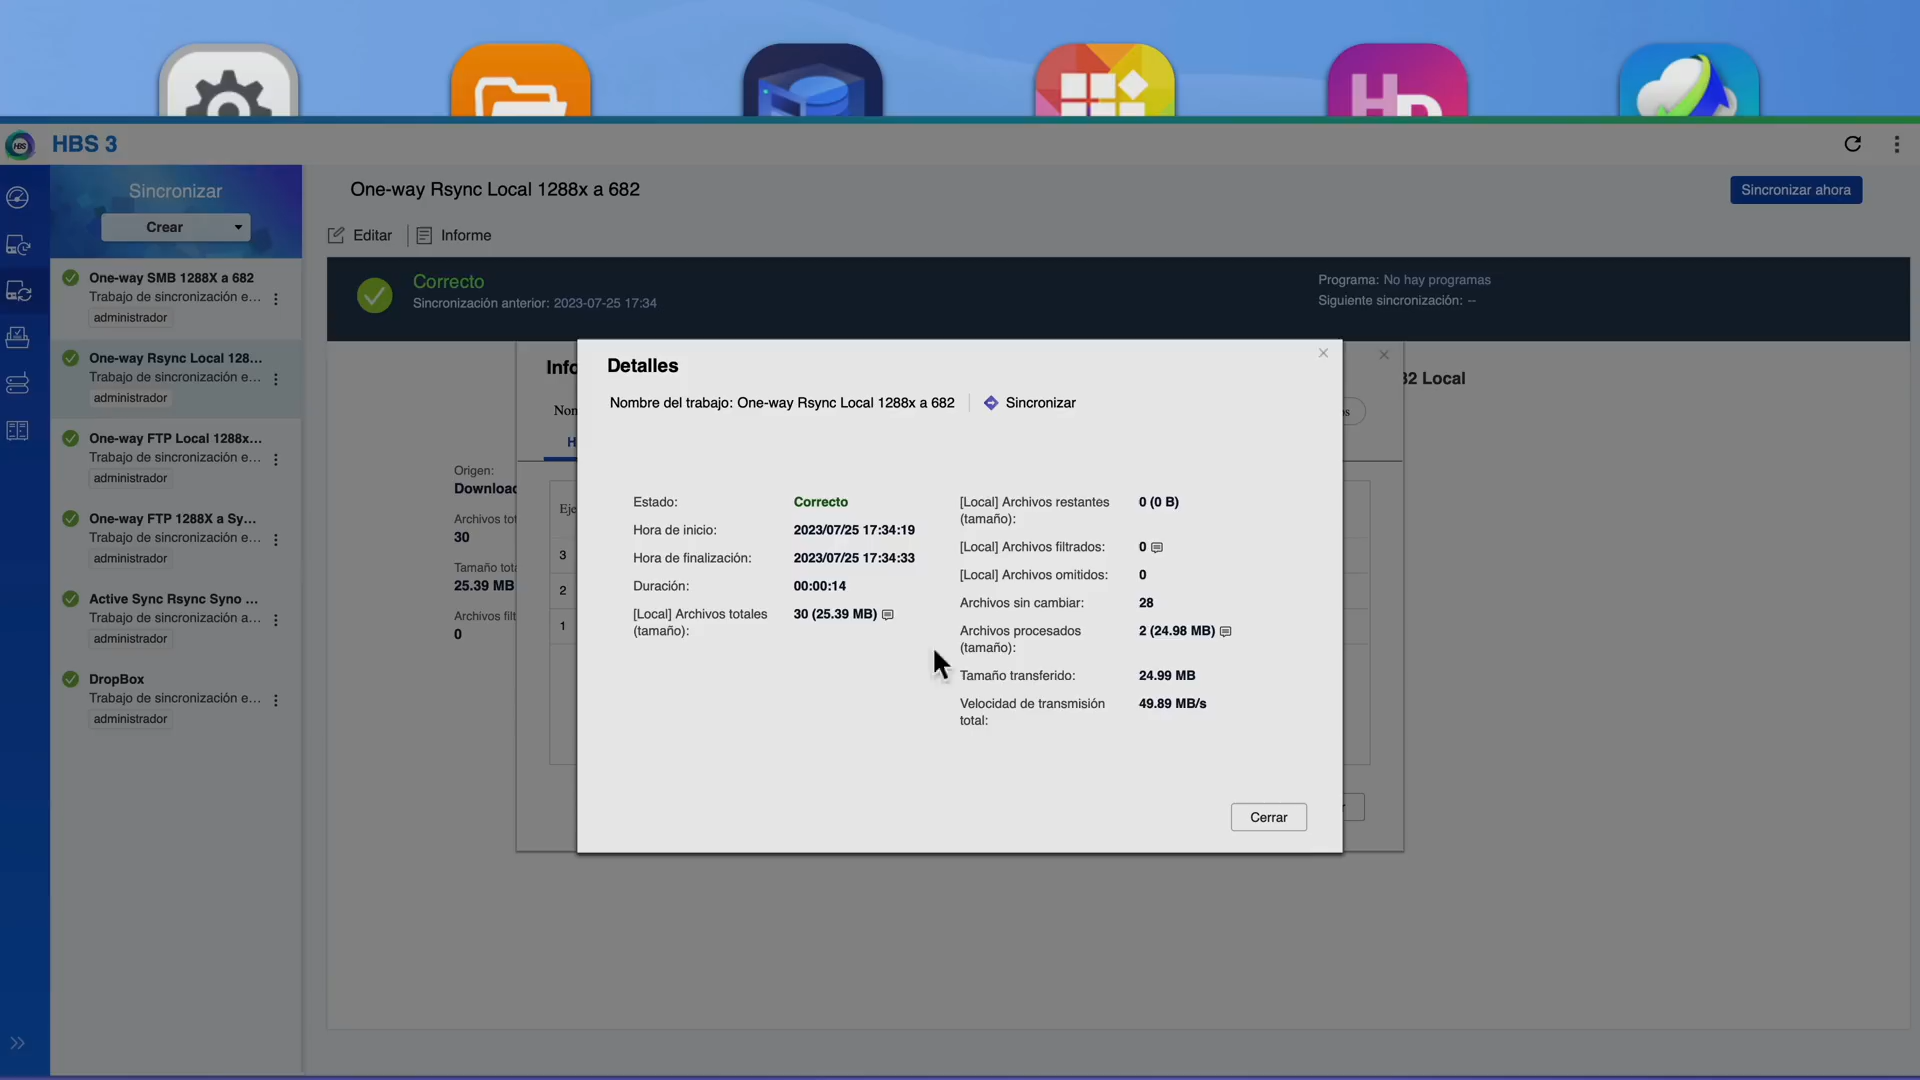 HBS 3
Sincronizar
Crear
One-way Rsync Local 1288x a 682
Sincronizar ahora
Editar
Informe
Correcto
Sincronización anterior: 2023-07-25 17:34
Programa: No hay programas
Siguiente sincronización: --
One-way SMB 1288X a 682
Trabajo de sincronización e...
administrador
One-way Rsync Local 128...
Trabajo de sincronización e...
administrador
One-way FTP Local 1288x...
Trabajo de sincronización e...
administrador
One-way FTP 1288X a Sy...
Trabajo de sincronización e...
administrador
Active Sync Rsync Syno ...
Trabajo de sincronización a...
administrador
DropBox
Trabajo de sincronización e...
administrador
Origen:
Archivos
30
25.39 MB
Archivos
0
3
2
1
Local
Detalles
Nombre del trabajo: One-way Rsync Local 1288x a 682
Sincronizar
Estado: Correcto
Hora de inicio: 2023/07/25 17:34:19
Hora de finalización: 2023/07/25 17:34:33
Duración: 00:00:14
[Local] Archivos totales 30 (25.39 MB)
(tamaño):
[Local] Archivos restantes 0 (0 B)
(tamaño):
[Local] Archivos filtrados: 0
[Local] Archivos omitidos: 0
Archivos sin cambiar: 28
Archivos procesados 2 (24.98 MB)
(tamaño):
Tamaño transferido: 24.99 MB
Velocidad de transmisión 49.89 MB/s
total:
Cerrar